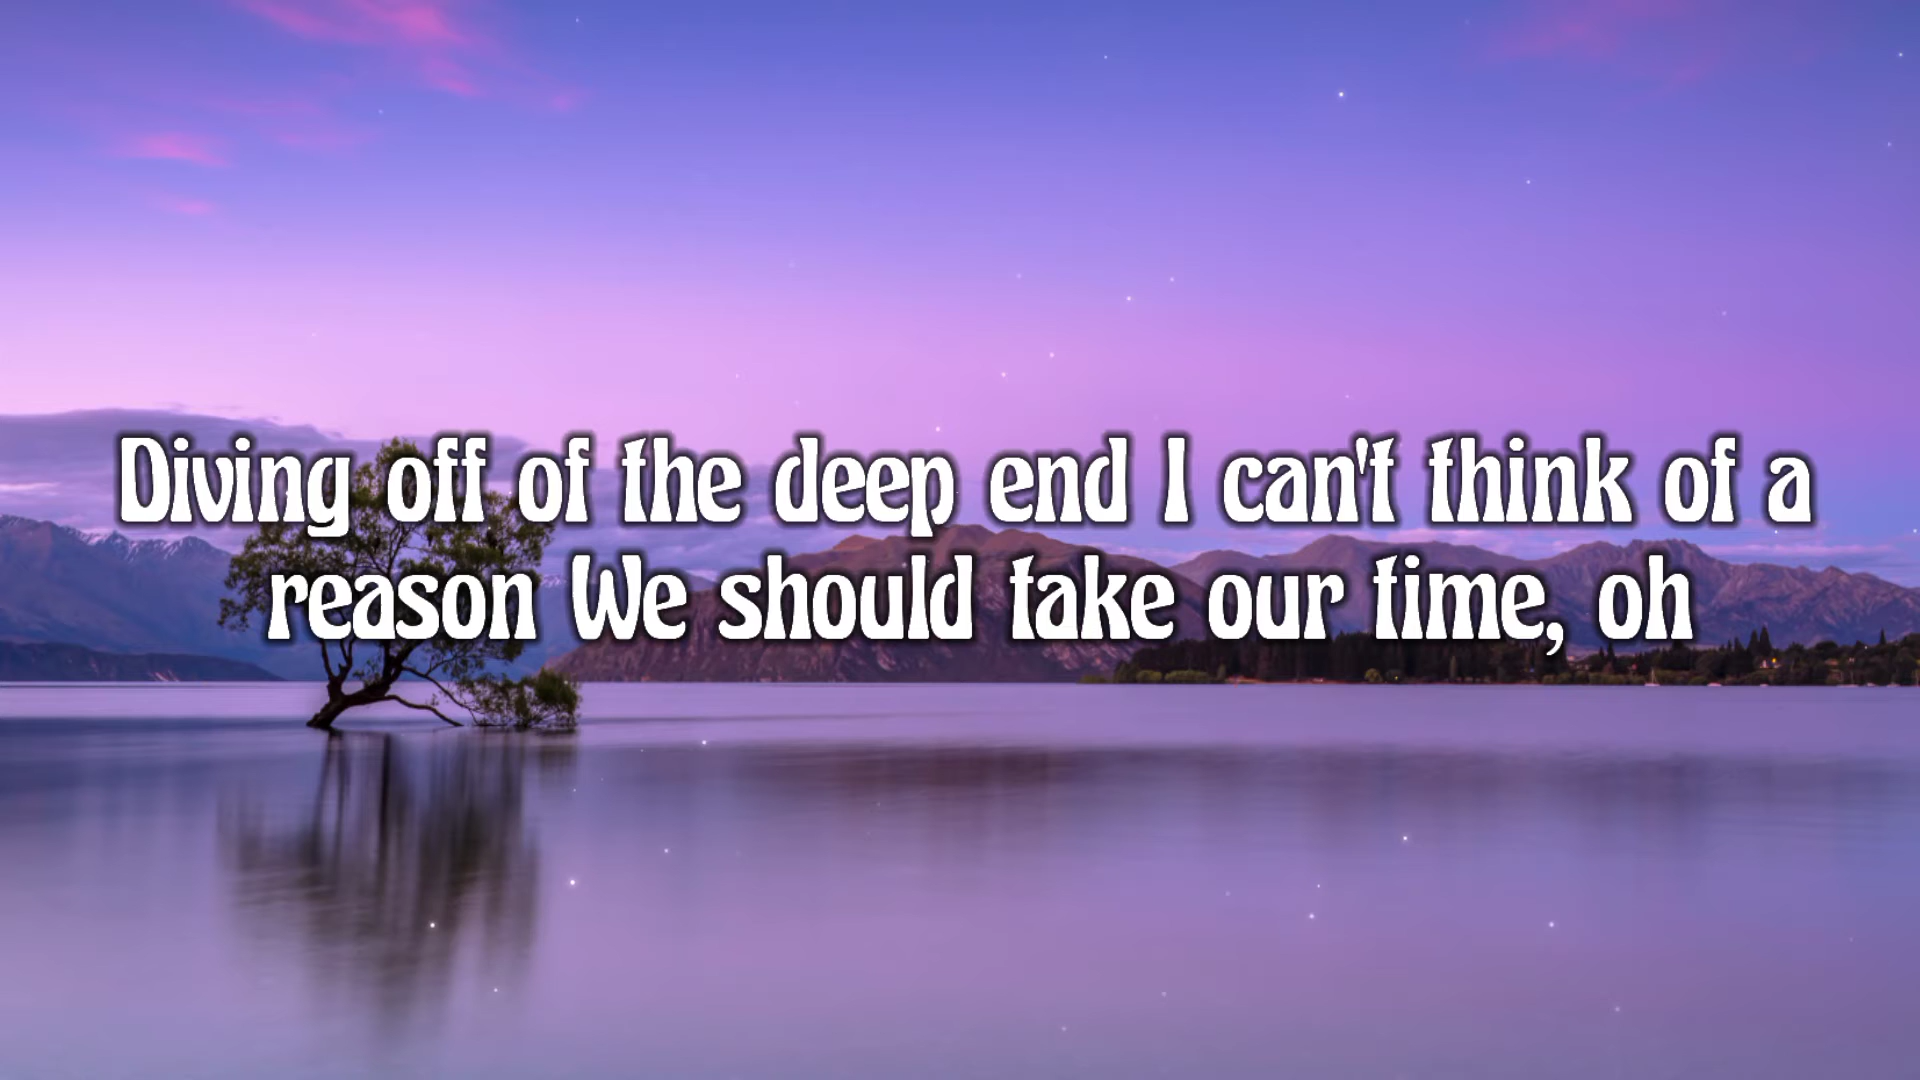 Diving off of the deep end I can't think of a
reason We should take our time, oh